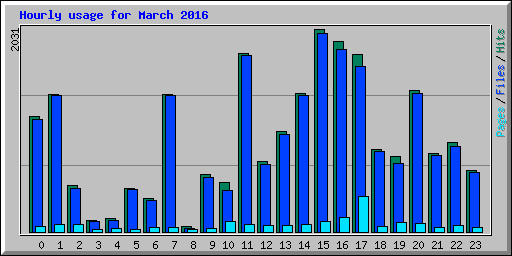 Hourly usage for March 2016
2031
Pages/Files/Hits
0 1 2 3 4 5 6 7 8 9 10 11 12 13 14 15 16 17 18 19 20 21 22 23